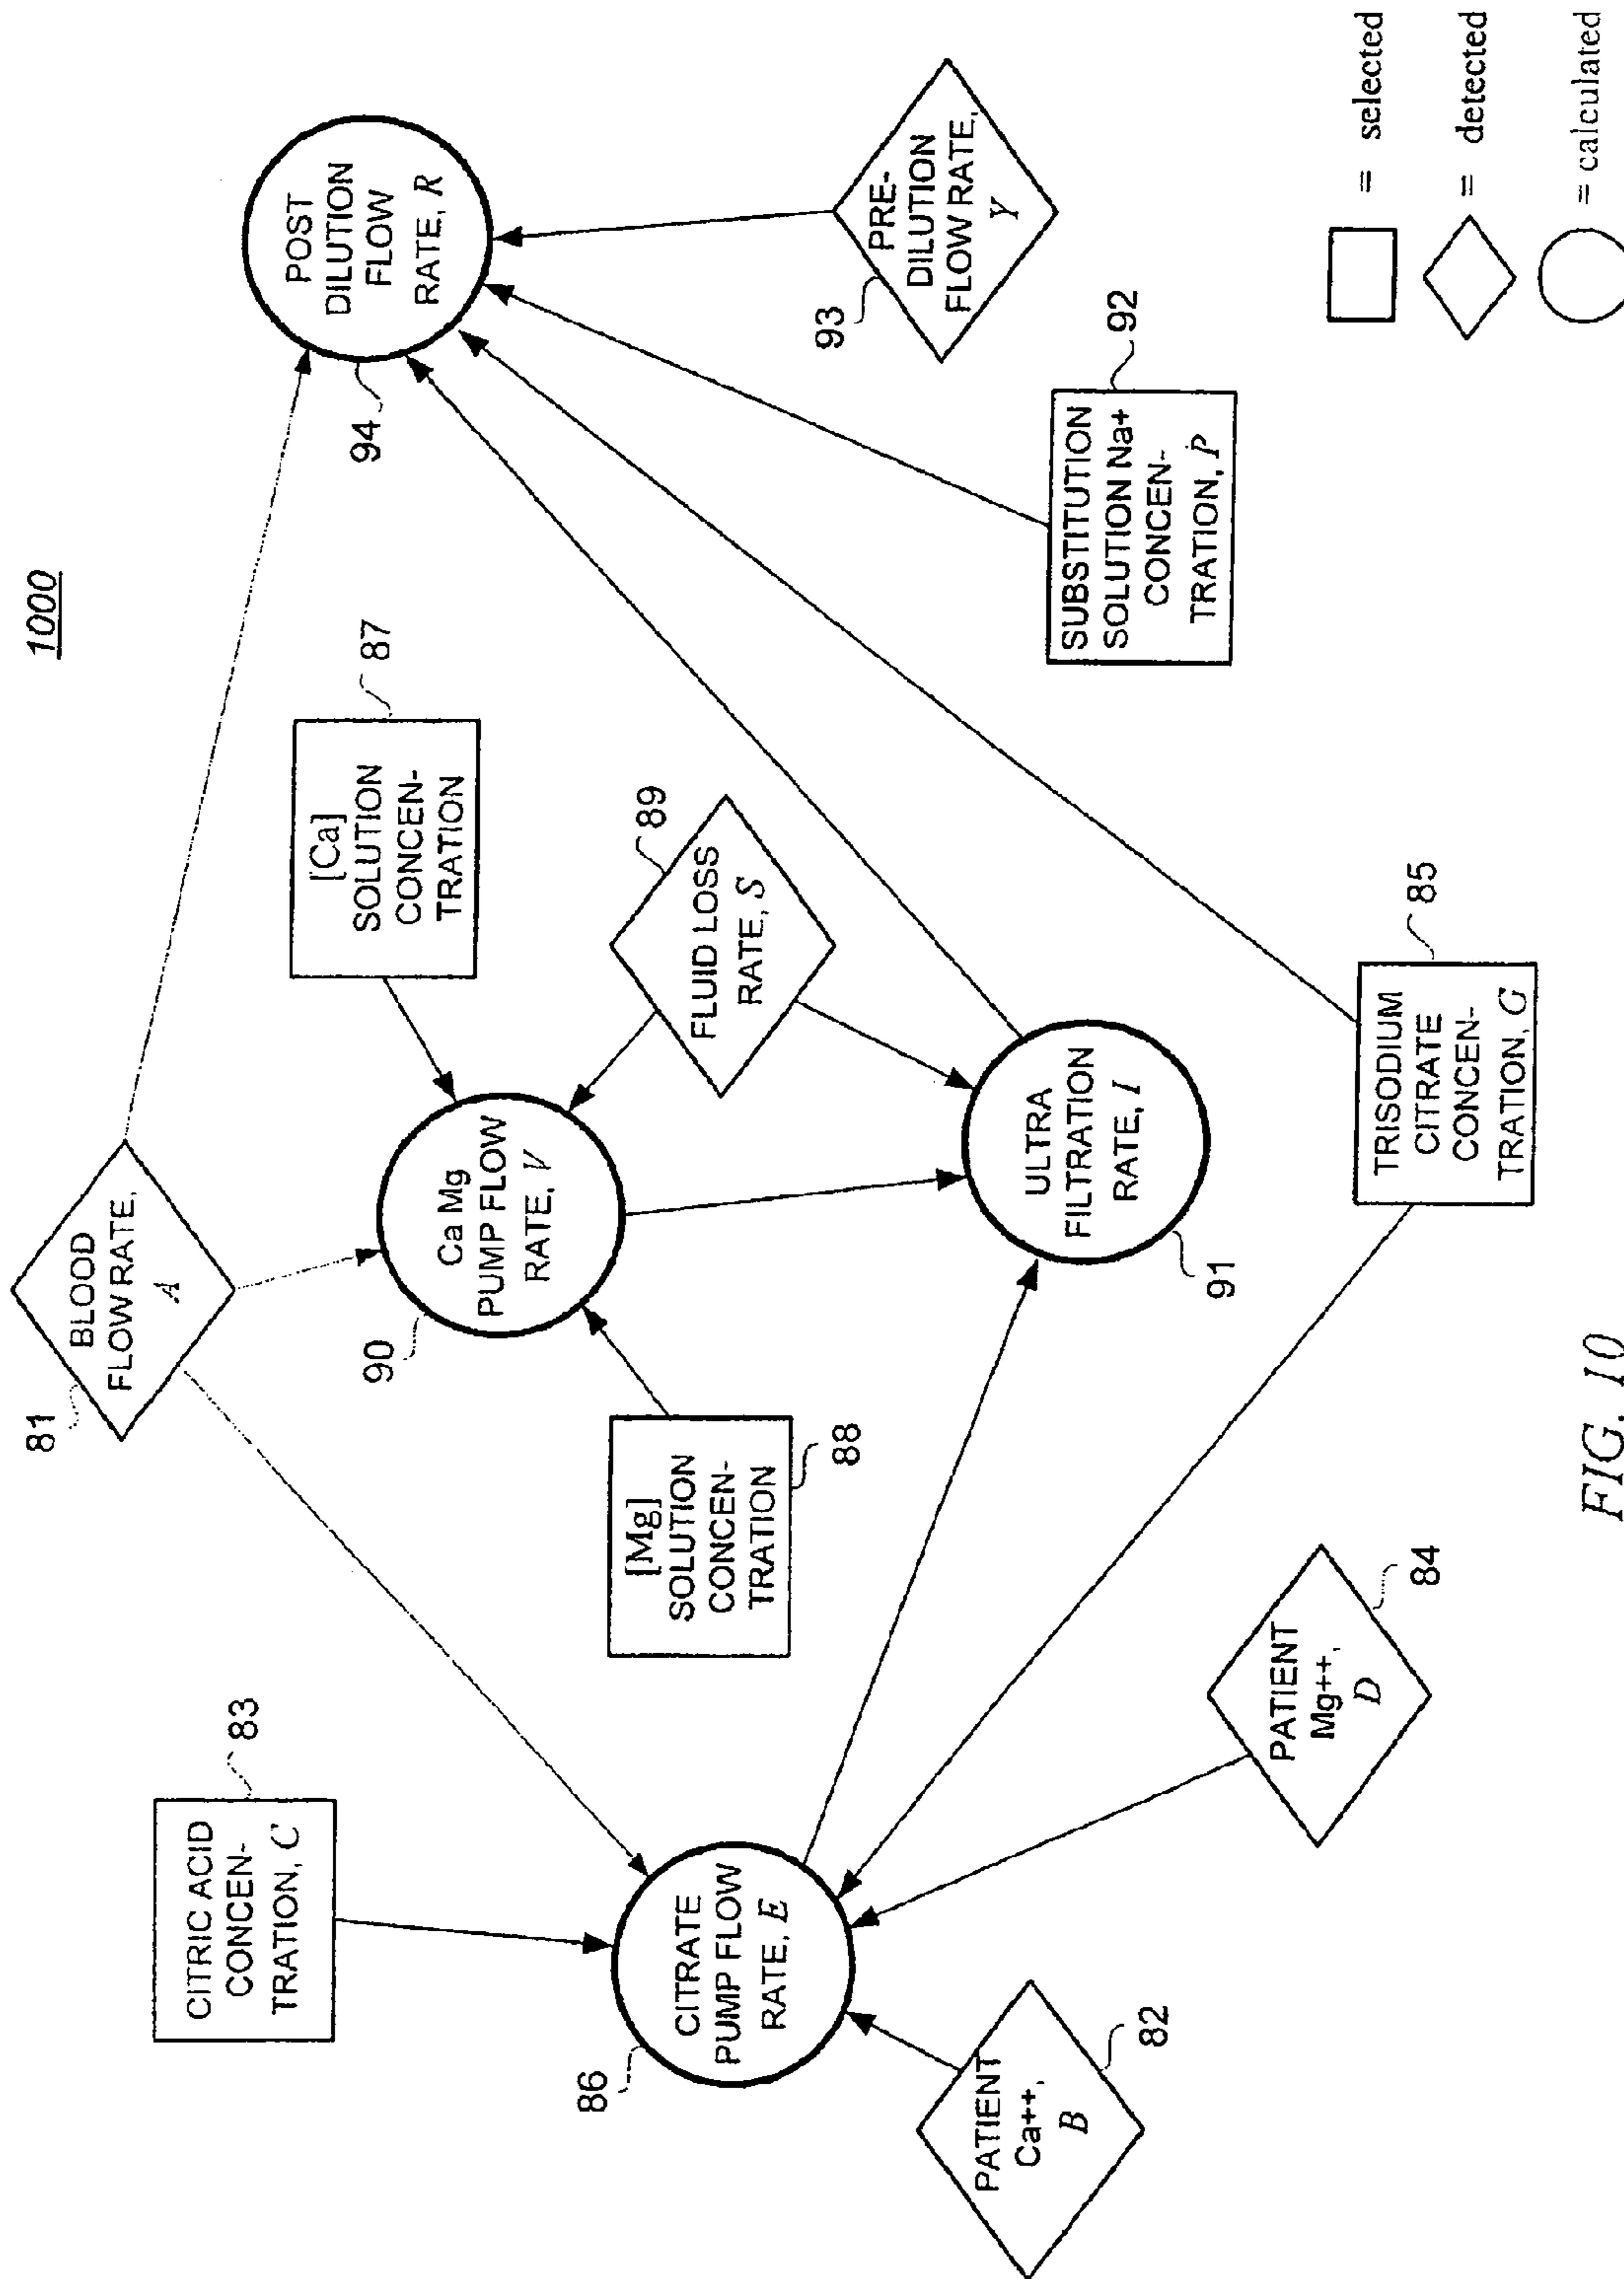 1000
81
BLOOD
FLOW RATE,
A
83
CITRIC ACID
CONCEN-
TRATION, C
[Ca]
SOLUTION
CONCEN-
TRATION
87
POST
DILUTION
FLOW
RATE, R
94
90
Ca Mg
PUMP FLOW
RATE, V
FLUID LOSS
RATE, S
89
86
CITRATE
PUMP FLOW
RATE, E
[Mg]
SOLUTION
CONCEN-
TRATION
88
93
PRE-
DILUTION
FLOW RATE,
Y
PATIENT
Ca++,
B
82
ULTRA
FILTRATION
RATE, I
91
SUBSTITUTION
SOLUTION Na+
CONCEN-
TRATION, P
92
PATIENT
Mg++,
D
84
TRISODIUM
CITRATE
CONCEN-
TRATION, G
85
= selected
= detected
= calculated
FIG. 10